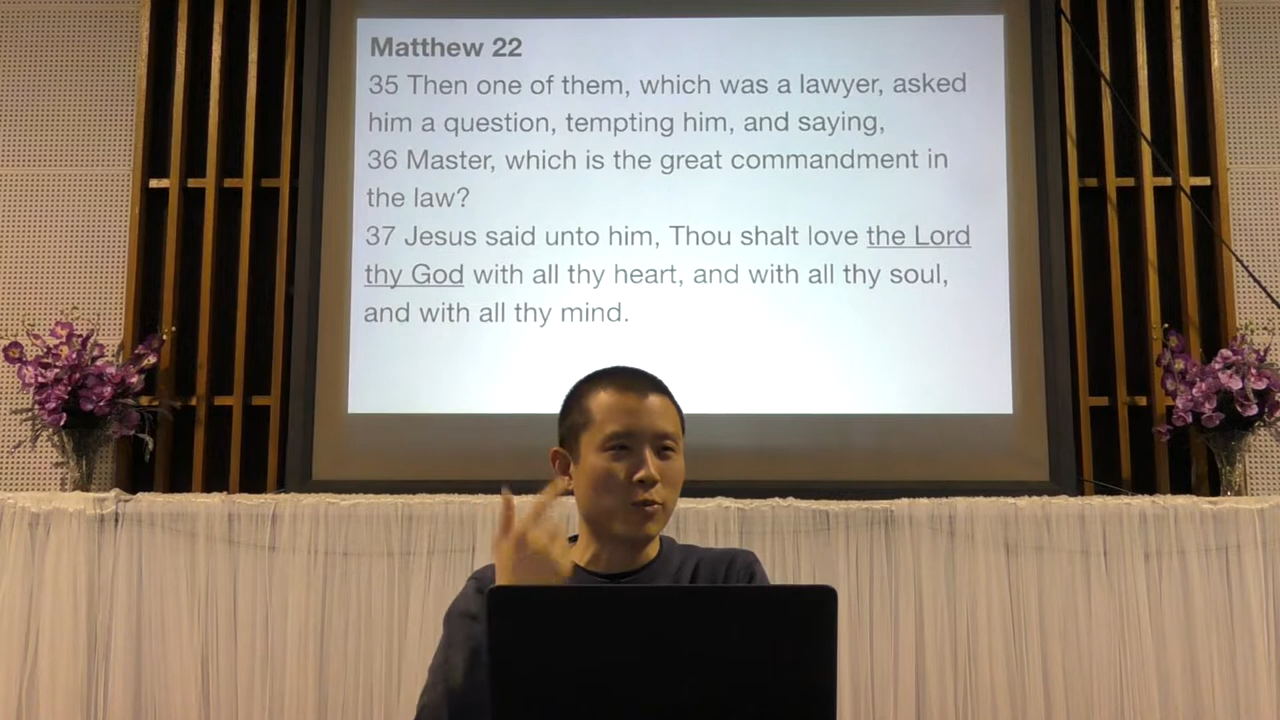 Matthew 22
35 Then one of them, which was a lawyer, asked
him a question, tempting him, and saying,
36 Master, which is the great commandment in
the law?
37 Jesus said unto him, Thou shalt love the Lord
thy God with all thy heart, and with all thy soul,
and with all thy mind.